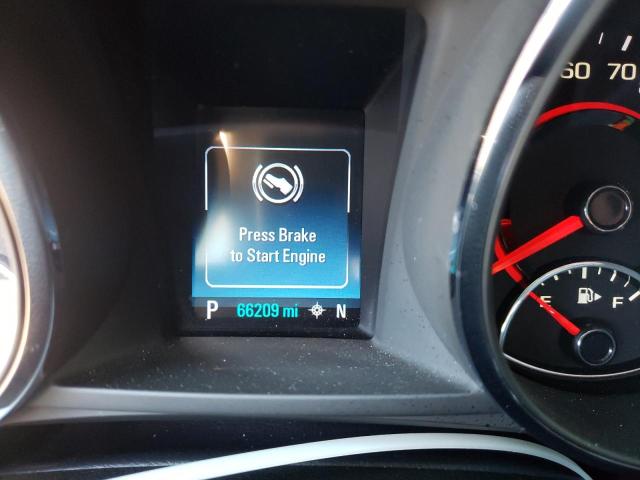 60 70
Press Brake
to Start Engine
E F
P 66209 mi N